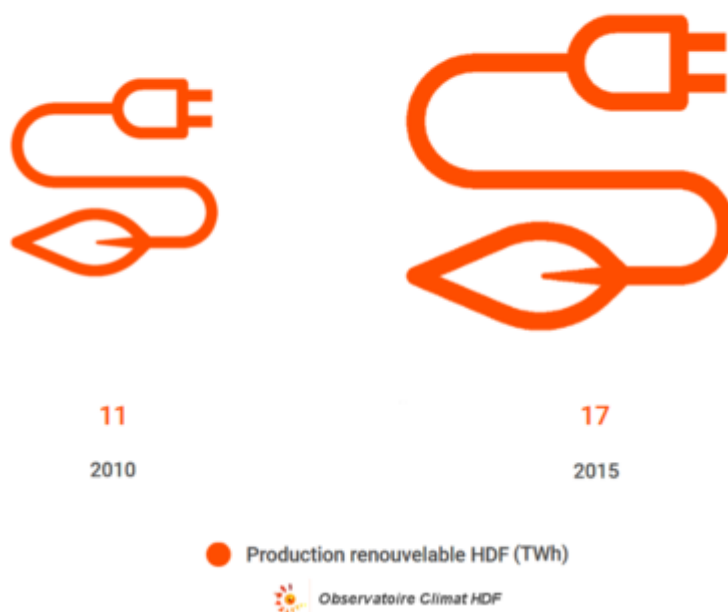 11
17
2010
2015
Production renouvelable HDF (TWh)
Observatoire Climat HDF